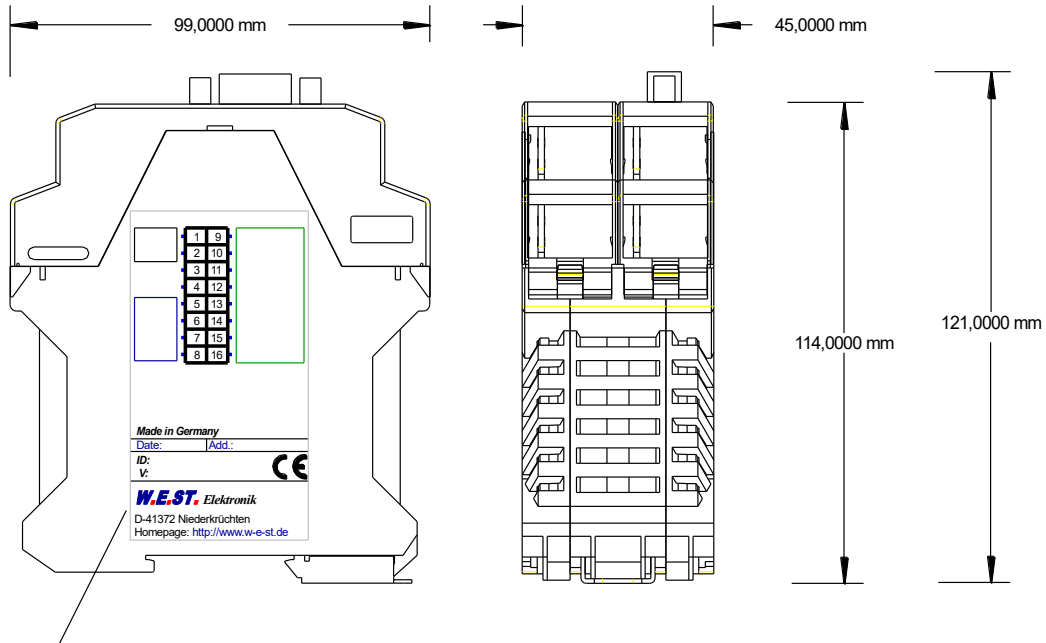 99,0000 mm
45,0000 mm
1 9
2 10
3 11
4 12
5 13
6 14
7 15
8 16
121,0000 mm
114,0000 mm
Made in Germany
Date: Add.:
ID:
V:
CE
W.E.ST. Elektronik
D-41372 Niederkrüchten
Homepage: http://www.w-e-st.de